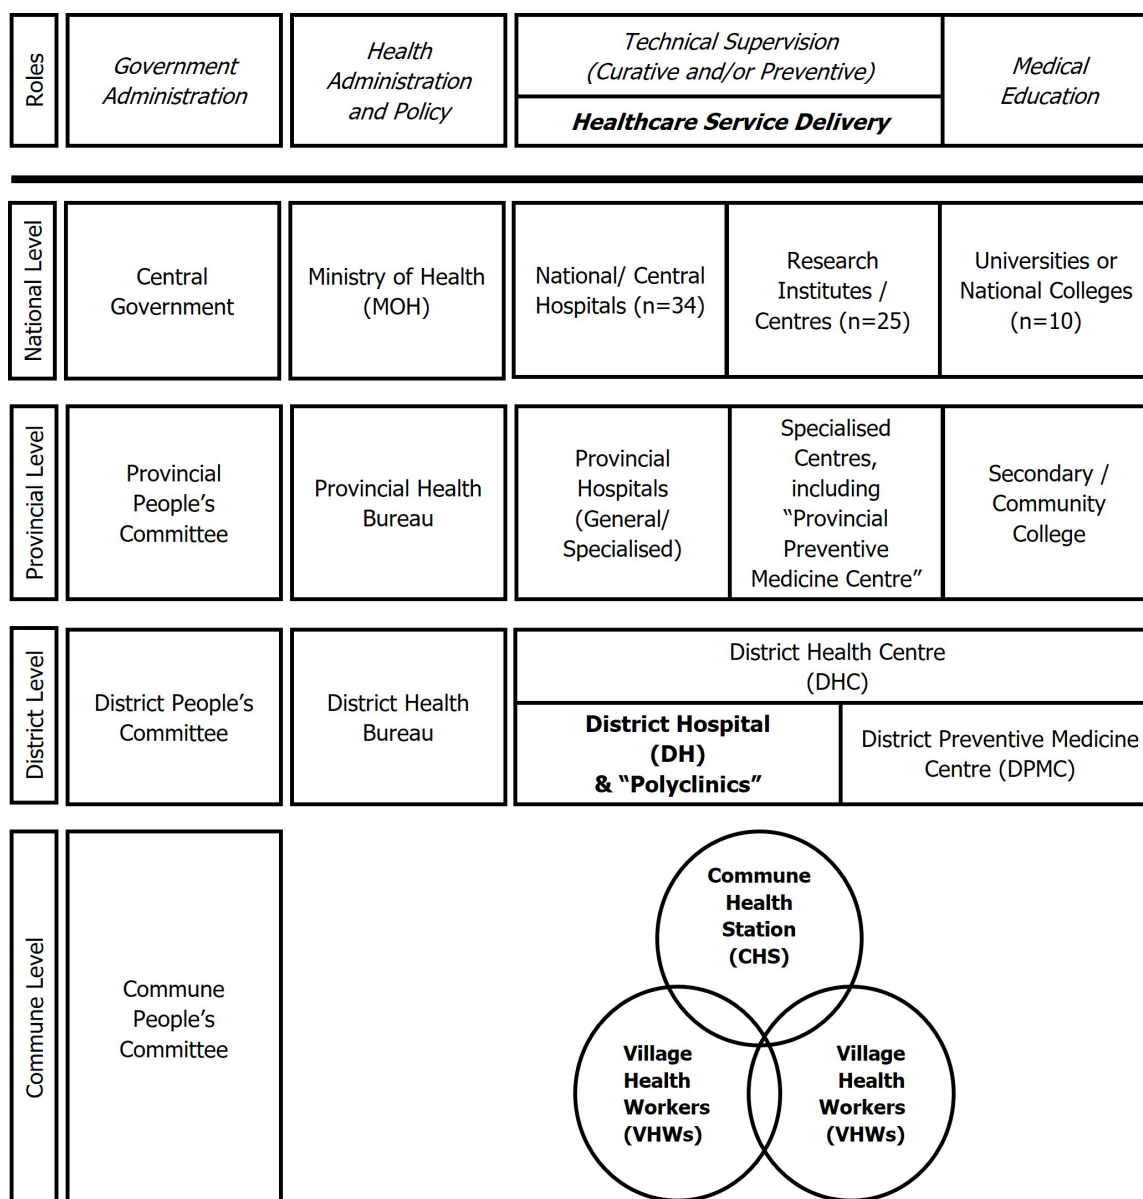 Roles
Government
Administration
Health
Administration
and Policy
Technical Supervision
(Curative and/or Preventive)
Healthcare Service Delivery
Medical
Education
National Level
Central
Government
Ministry of Health
(MOH)
National/ Central
Hospitals (n=34)
Research
Institutes /
Centres (n=25)
Universities or
National Colleges
(n=10)
Provincial Level
Provincial
People’s
Committee
Provincial Health
Bureau
Provincial
Hospitals
(General/
Specialised)
Specialised
Centres,
including
“Provincial
Preventive
Medicine Centre”
Secondary /
Community
College
District Level
District People’s
Committee
District Health
Bureau
District Health Centre
(DHC)
District Hospital
(DH)
& “Polyclinics”
District Preventive Medicine
Centre (DPMC)
Commune Level
Commune
People’s
Committee
Commune
Health
Station
(CHS)
Village
Health
Workers
(VHWs)
Village
Health
Workers
(VHWs)